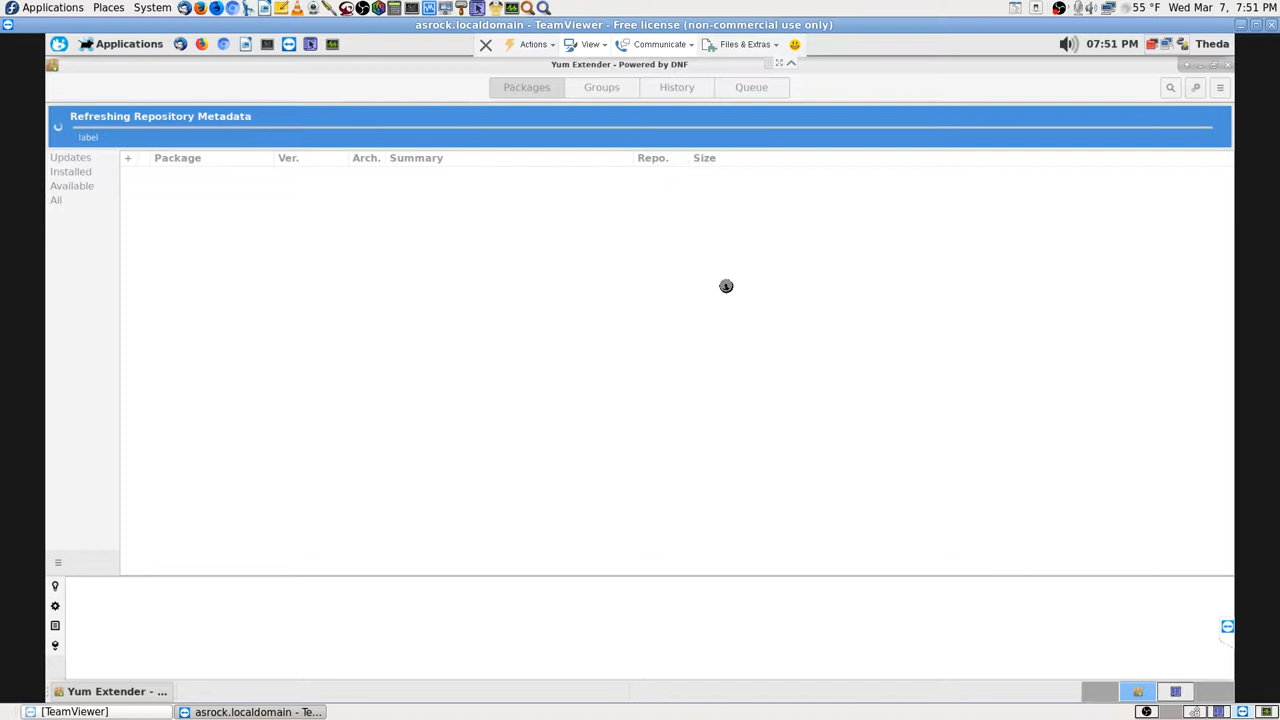 Applications Places System 55 °F Wed Mar 7, 7:51 PM
asrock.localdomain - TeamViewer - Free license (non-commercial use only)
Applications Actions View Communicate Files & Extras 07:51 PM Theda
Yum Extender - Powered by DNF
Packages Groups History Queue
Refreshing Repository Metadata
label
Updates
Installed
Available
All
+ Package Ver. Arch. Summary Repo. Size
Yum Extender - ...
[TeamViewer] asrock.localdomain - Te...